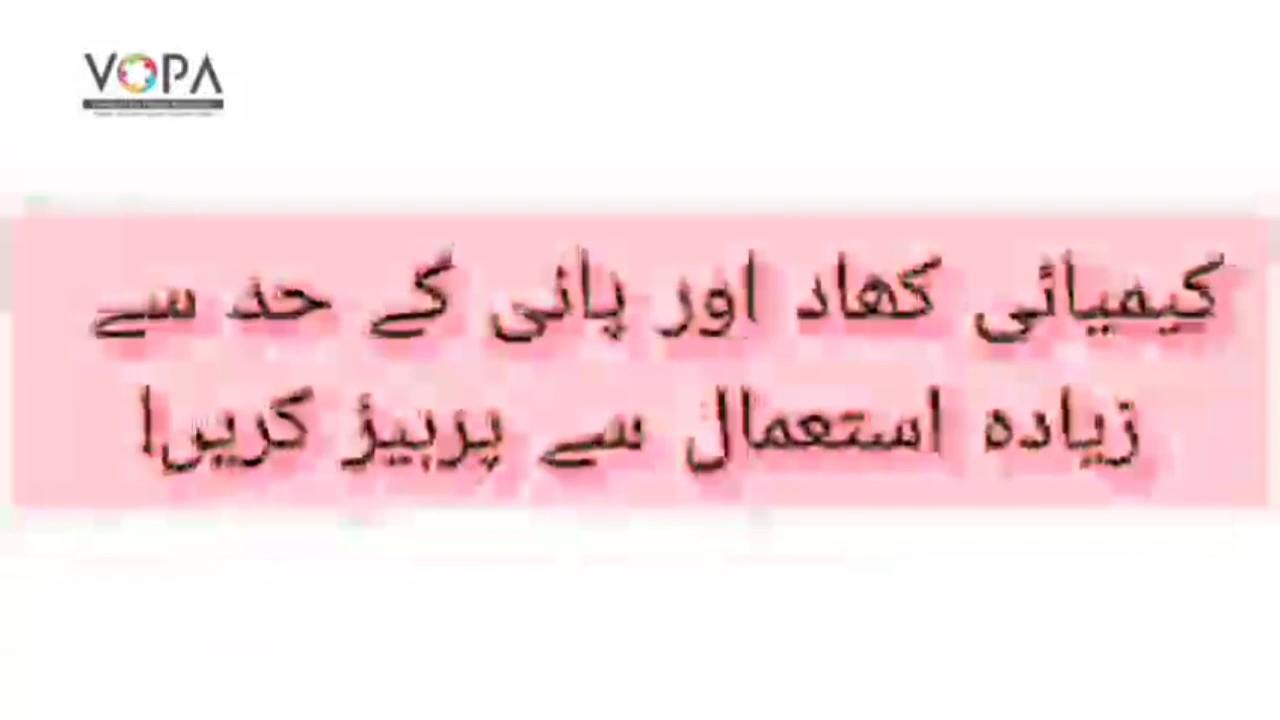 VOPA
کیمیائی کھاد اور پانی کے حد سے
زیادہ استعمال سے پرہیز کریں!